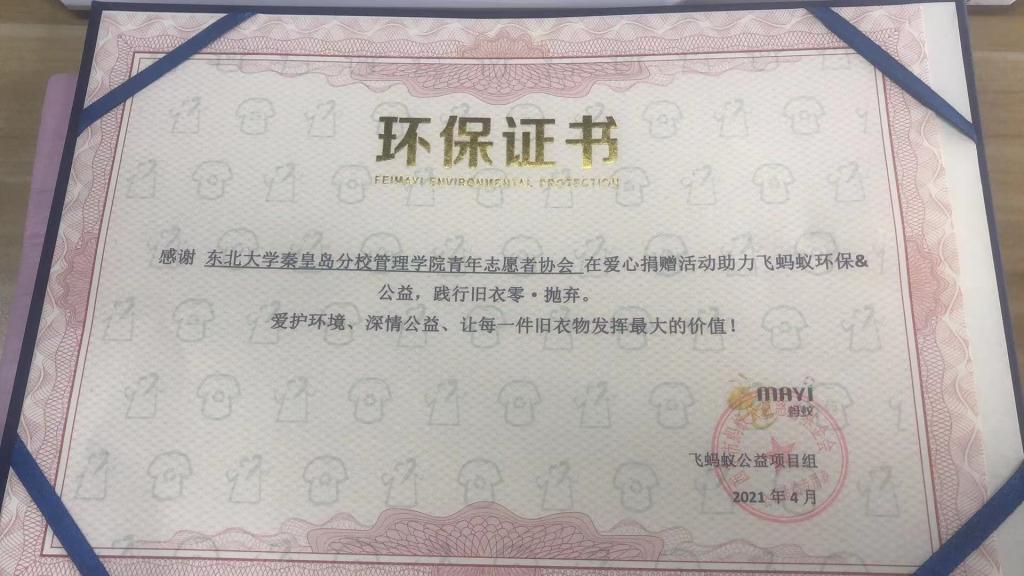 环保证书
FEIMAYI ENVIRONMENTAL PROTECTION
感谢 东北大学秦皇岛分校管理学院青年志愿者协会 在爱心捐赠活动助力飞蚂蚁环保&
公益，践行旧衣零·抛弃。
爱护环境、深情公益、让每一件旧衣物发挥最大的价值！
MAYI
蚂蚁
飞蚂蚁公益项目组
2021 年 4 月